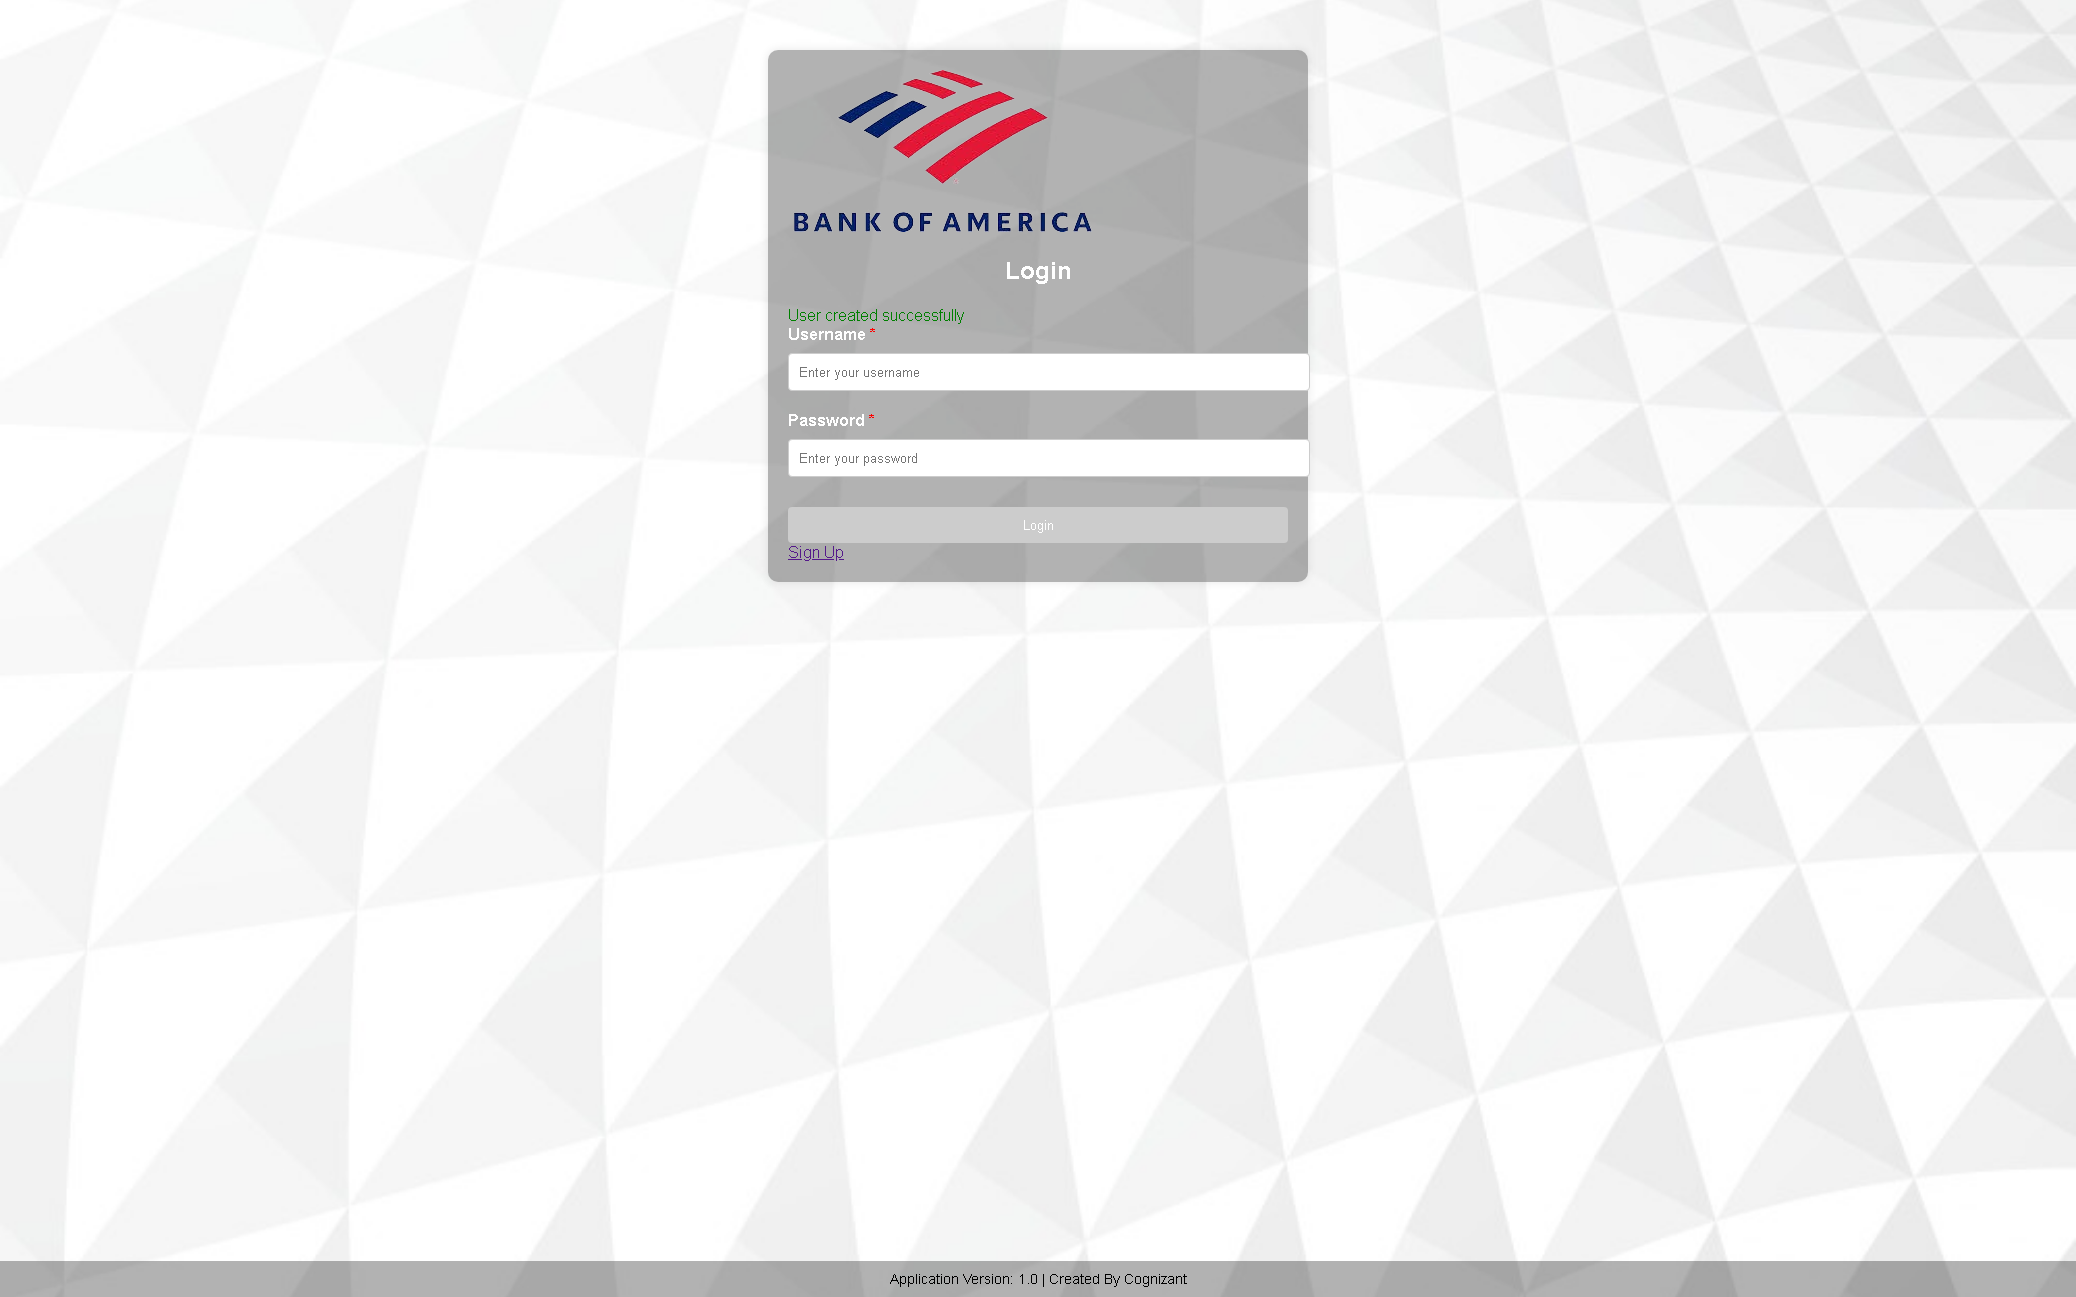 BANK OF AMERICA
Login
User created successfully
Username *
Enter your username
Password *
Enter your password
Login
Sign Up
Application Version: 1.0 | Created By Cognizant